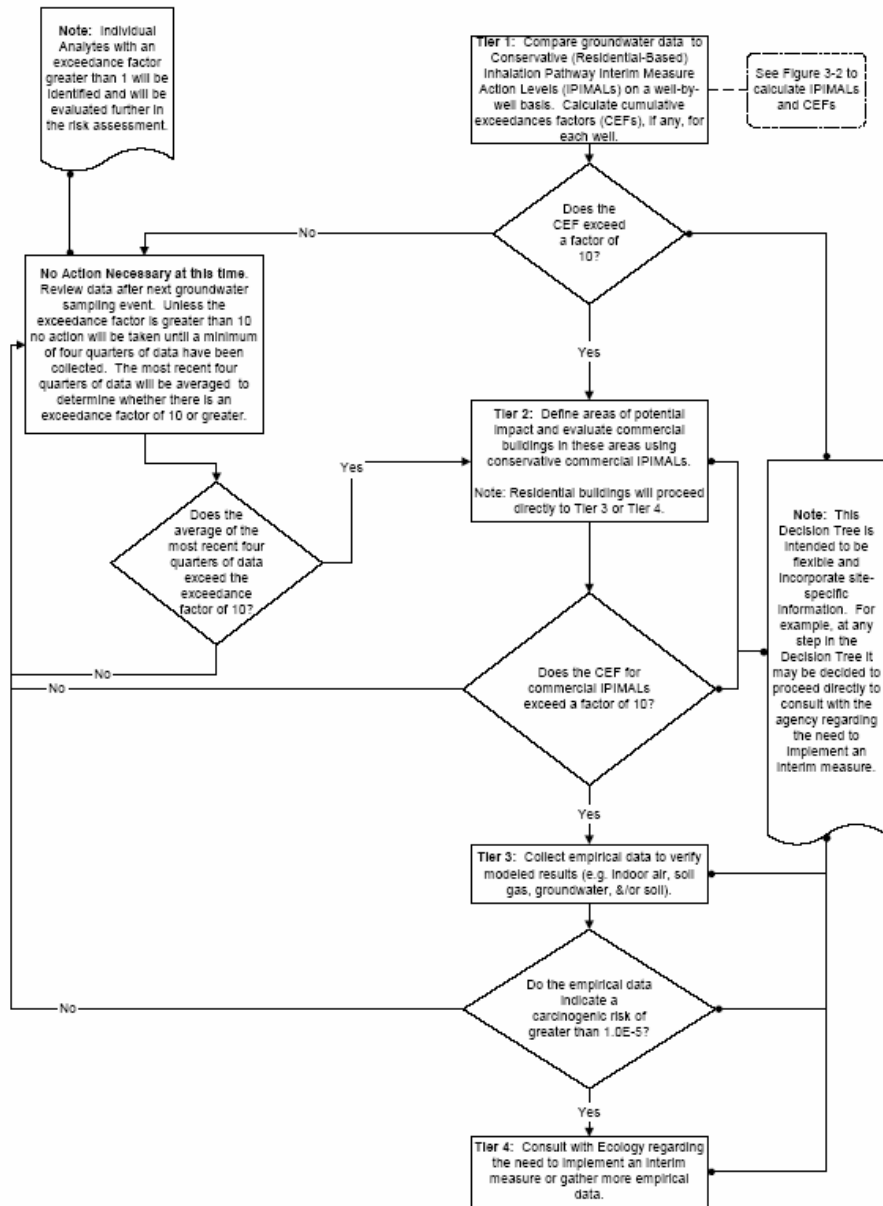 Note: Individual
Analytes with an
exceedance factor
greater than 1 will be
identified and will be
evaluated further in
the risk assessment.
Tier 1: Compare groundwater data to
Conservative (Residential-Based)
Inhalation Pathway Interim Measure
Action Levels (IPIMALs) on a well-by-
well basis. Calculate cumulative
exceedances factors (CEFs), if any, for
each well.
See Figure 3-2 to
calculate IPIMALs
and CEFs
Does the
CEF exceed
a factor of
10?
No
Yes
No Action Necessary at this time.
Review data after next groundwater
sampling event. Unless the
exceedance factor is greater than 10
no action will be taken until a minimum
of four quarters of data have been
collected. The most recent four
quarters of data will be averaged to
determine whether there is an
exceedance factor of 10 or greater.
Does the
average of the
most recent four
quarters of data
exceed the
exceedance
factor of 10?
Yes
No
Tier 2: Define areas of potential
impact and evaluate commercial
buildings in these areas using
conservative commercial IPIMALs.
Note: Residential buildings will proceed
directly to Tier 3 or Tier 4.
Note: This
Decision Tree is
intended to be
flexible and
incorporate site-
specific
information. For
example, at any
step in the
Decision Tree it
may be decided to
proceed directly to
consult with the
agency regarding
the need to
implement an
interim measure.
Does the CEF for
commercial IPIMALs
exceed a factor of 10?
No
Yes
Tier 3: Collect empirical data to verify
modeled results (e.g. indoor air, soil
gas, groundwater, &/or soil).
Do the empirical data
indicate a
carcinogenic risk of
greater than 1.0E-5?
No
Yes
Tier 4: Consult with Ecology regarding
the need to implement an interim
measure or gather more empirical
data.